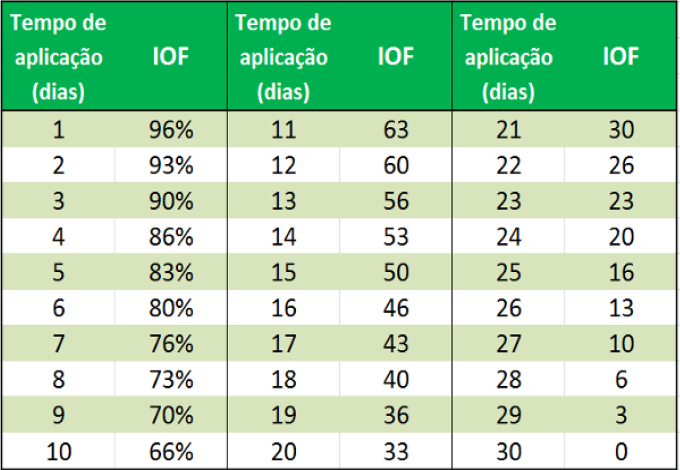 Tempo de aplicação (dias) IOF Tempo de aplicação (dias) IOF Tempo de aplicação (dias) IOF
1 96% 11 63 21 30
2 93% 12 60 22 26
3 90% 13 56 23 23
4 86% 14 53 24 20
5 83% 15 50 25 16
6 80% 16 46 26 13
7 76% 17 43 27 10
8 73% 18 40 28 6
9 70% 19 36 29 3
10 66% 20 33 30 0